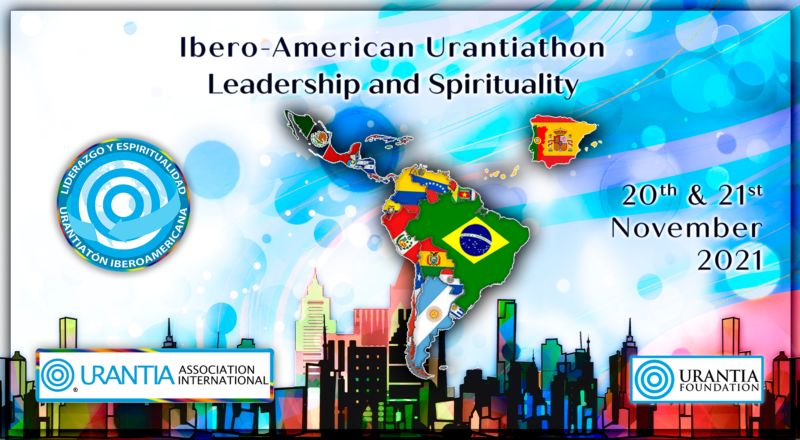 Ibero-American Urantiathon
Leadership and Spirituality
LIDERAZGO Y ESPIRITUALIDAD
URANTIATÓN IBEROAMERICANA
20th & 21st
November
2021
URANTIA ASSOCIATION INTERNATIONAL
®
URANTIA
FOUNDATION